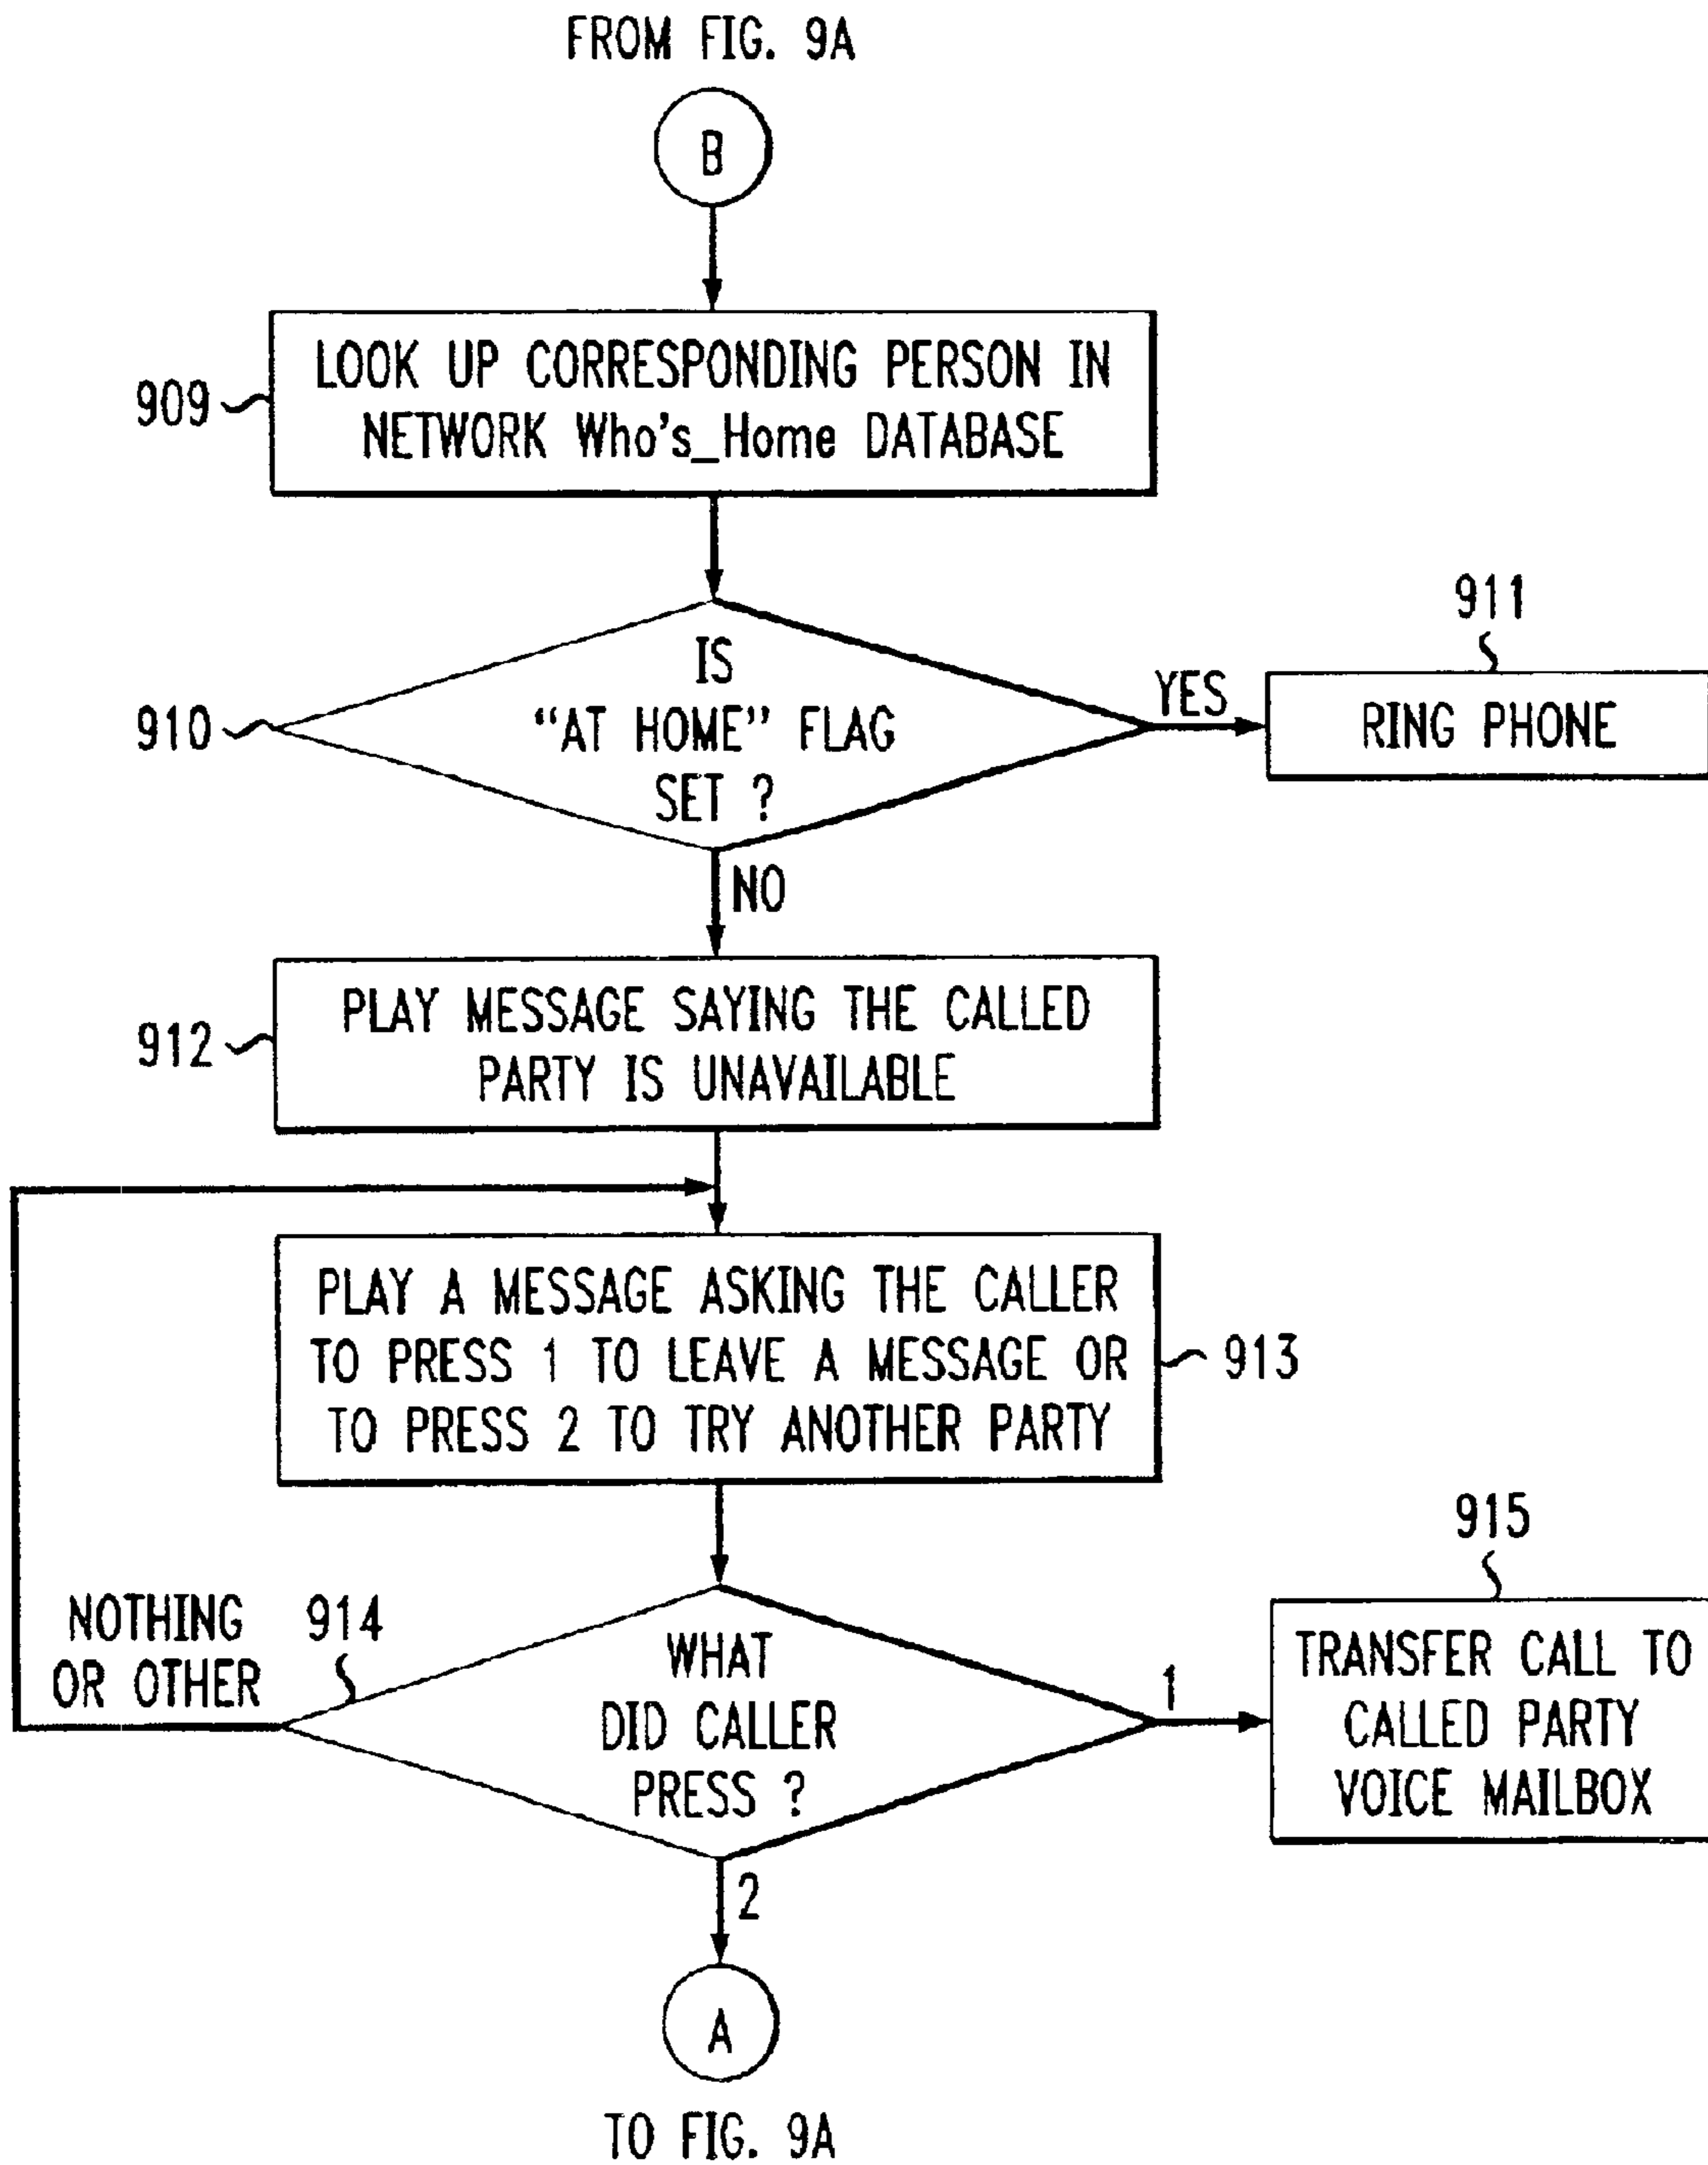 FROM FIG. 9A
B
909
LOOK UP CORRESPONDING PERSON IN
NETWORK Who's_Home DATABASE
910
IS
“AT HOME” FLAG
SET ?
YES
911
RING PHONE
NO
912
PLAY MESSAGE SAYING THE CALLED
PARTY IS UNAVAILABLE
PLAY A MESSAGE ASKING THE CALLER
TO PRESS 1 TO LEAVE A MESSAGE OR
TO PRESS 2 TO TRY ANOTHER PARTY
913
NOTHING
OR OTHER
914
WHAT
DID CALLER
PRESS ?
1
915
TRANSFER CALL TO
CALLED PARTY
VOICE MAILBOX
2
A
TO FIG. 9A